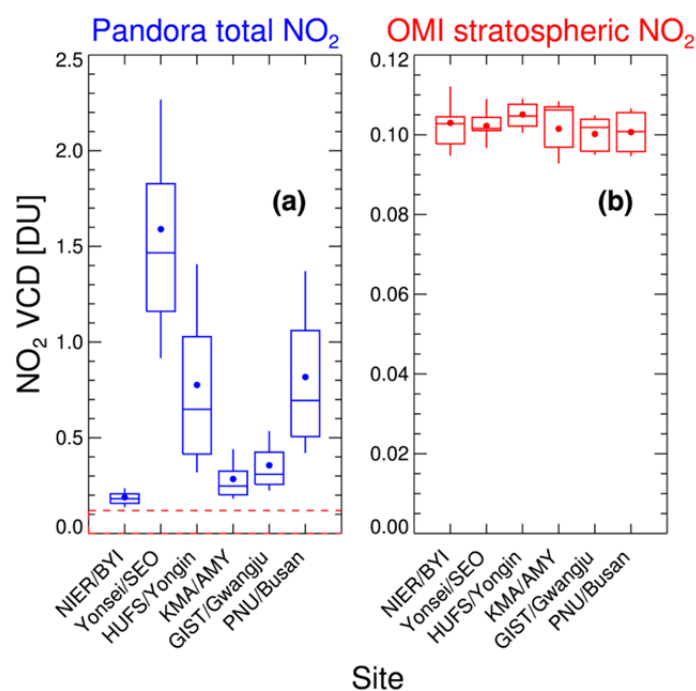 Pandora total NO₂
OMI stratospheric NO₂
NO₂ VCD [DU]
2.5
2.0
1.5
1.0
0.5
0.0
(a)
NIER/BYI
Yonsei/SEO
HUFS/Yongin
KMA/AMY
GIST/Gwangju
PNU/Busan
0.12
0.10
0.08
0.06
0.04
0.02
0.00
(b)
NIER/BYI
Yonsei/SEO
HUFS/Yongin
KMA/AMY
GIST/Gwangju
PNU/Busan
Site